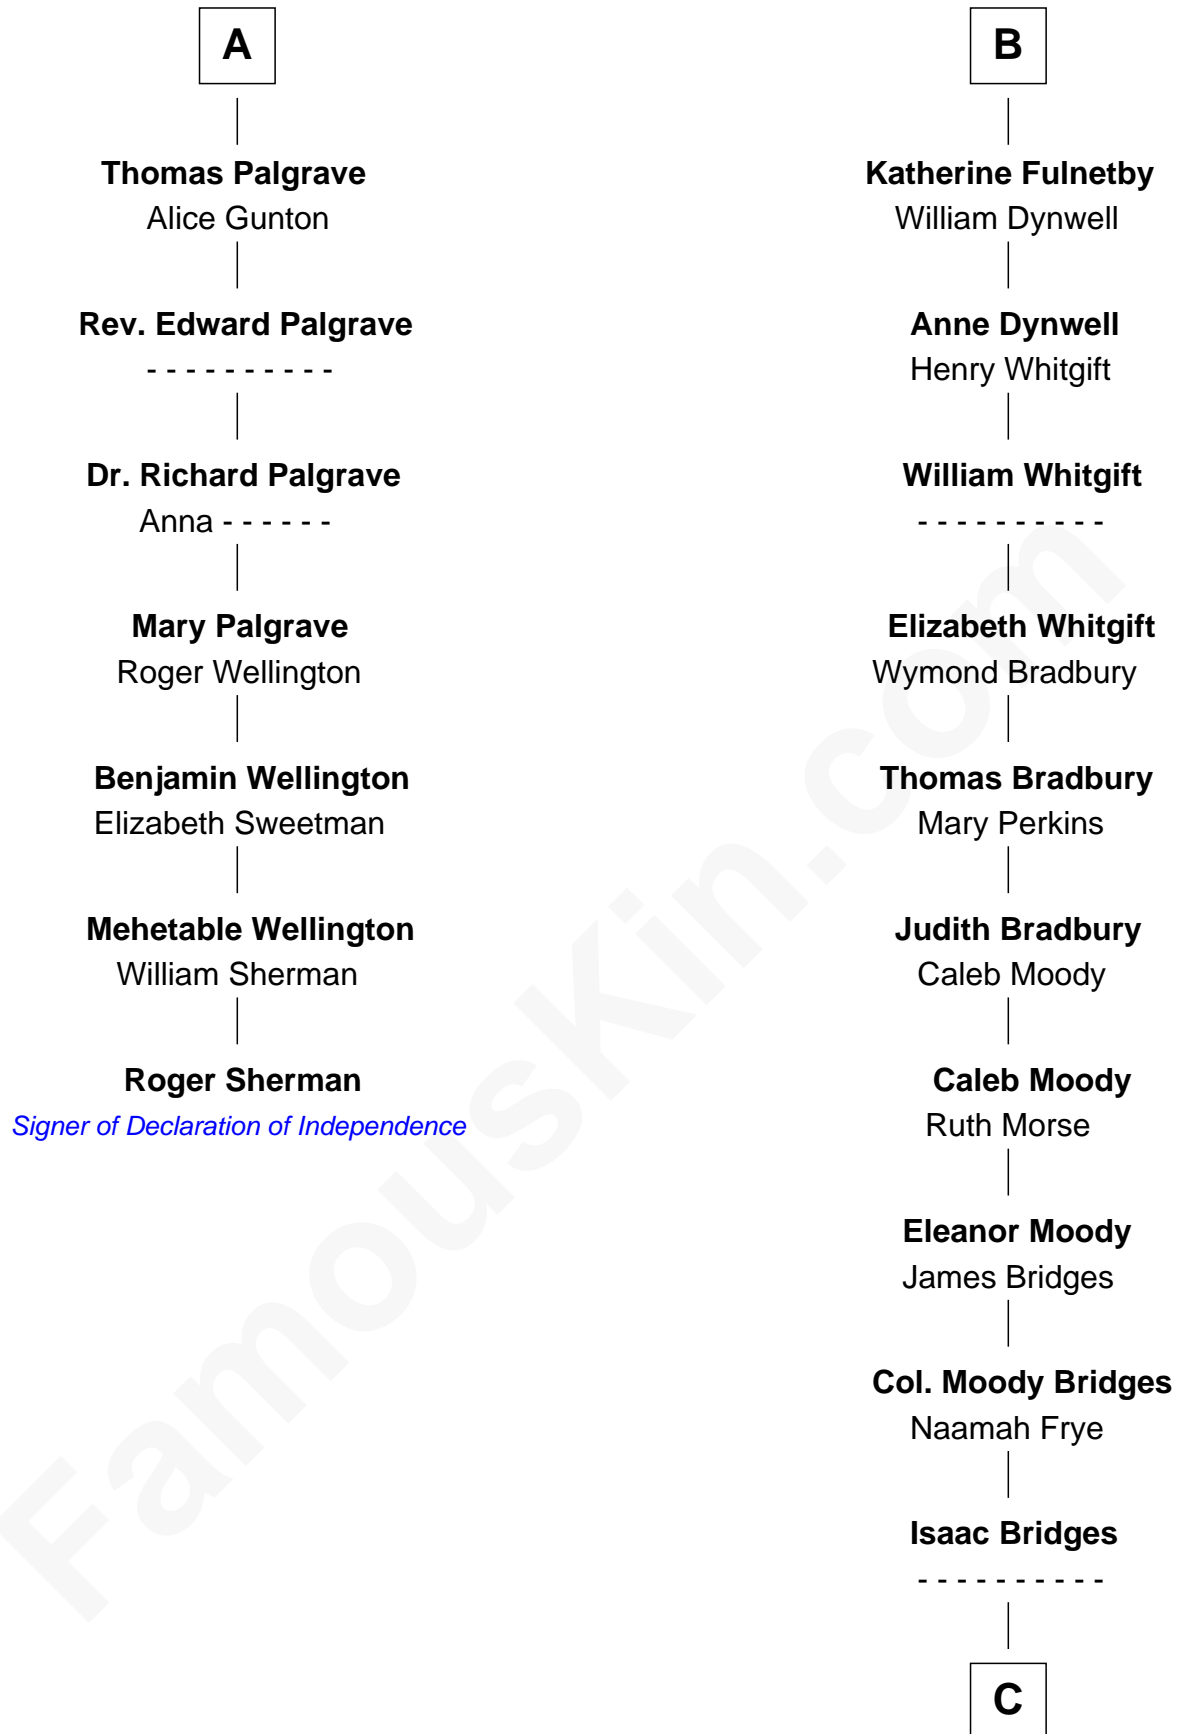 A
Thomas Palgrave
Alice Gunton
Rev. Edward Palgrave
- - - - - - - - - -
Dr. Richard Palgrave
Anna - - - - - -
Mary Palgrave
Roger Wellington
Benjamin Wellington
Elizabeth Sweetman
Mehetable Wellington
William Sherman
Roger Sherman
Signer of Declaration of Independence
B
Katherine Fulnetby
William Dynwell
Anne Dynwell
Henry Whitgift
William Whitgift
- - - - - - - - - -
Elizabeth Whitgift
Wymond Bradbury
Thomas Bradbury
Mary Perkins
Judith Bradbury
Caleb Moody
Caleb Moody
Ruth Morse
Eleanor Moody
James Bridges
Col. Moody Bridges
Naamah Frye
Isaac Bridges
- - - - - - - - - -
C
FamousKin.com